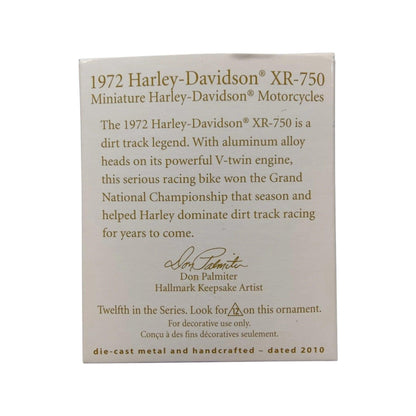 1972 Harley-Davidson® XR-750
Miniature Harley-Davidson® Motorcycles
The 1972 Harley-Davidson® XR-750 is a
dirt track legend. With aluminum alloy
heads on its powerful V-twin engine,
this serious racing bike won the Grand
National Championship that season and
helped Harley dominate dirt track racing
for years to come.
Don Palmiter
Don Palmiter
Hallmark Keepsake Artist
Twelfth in the Series. Look for 12 on this ornament.
For decorative use only.
Conçu à des fins décoratives seulement.
die-cast metal and handcrafted – dated 2010